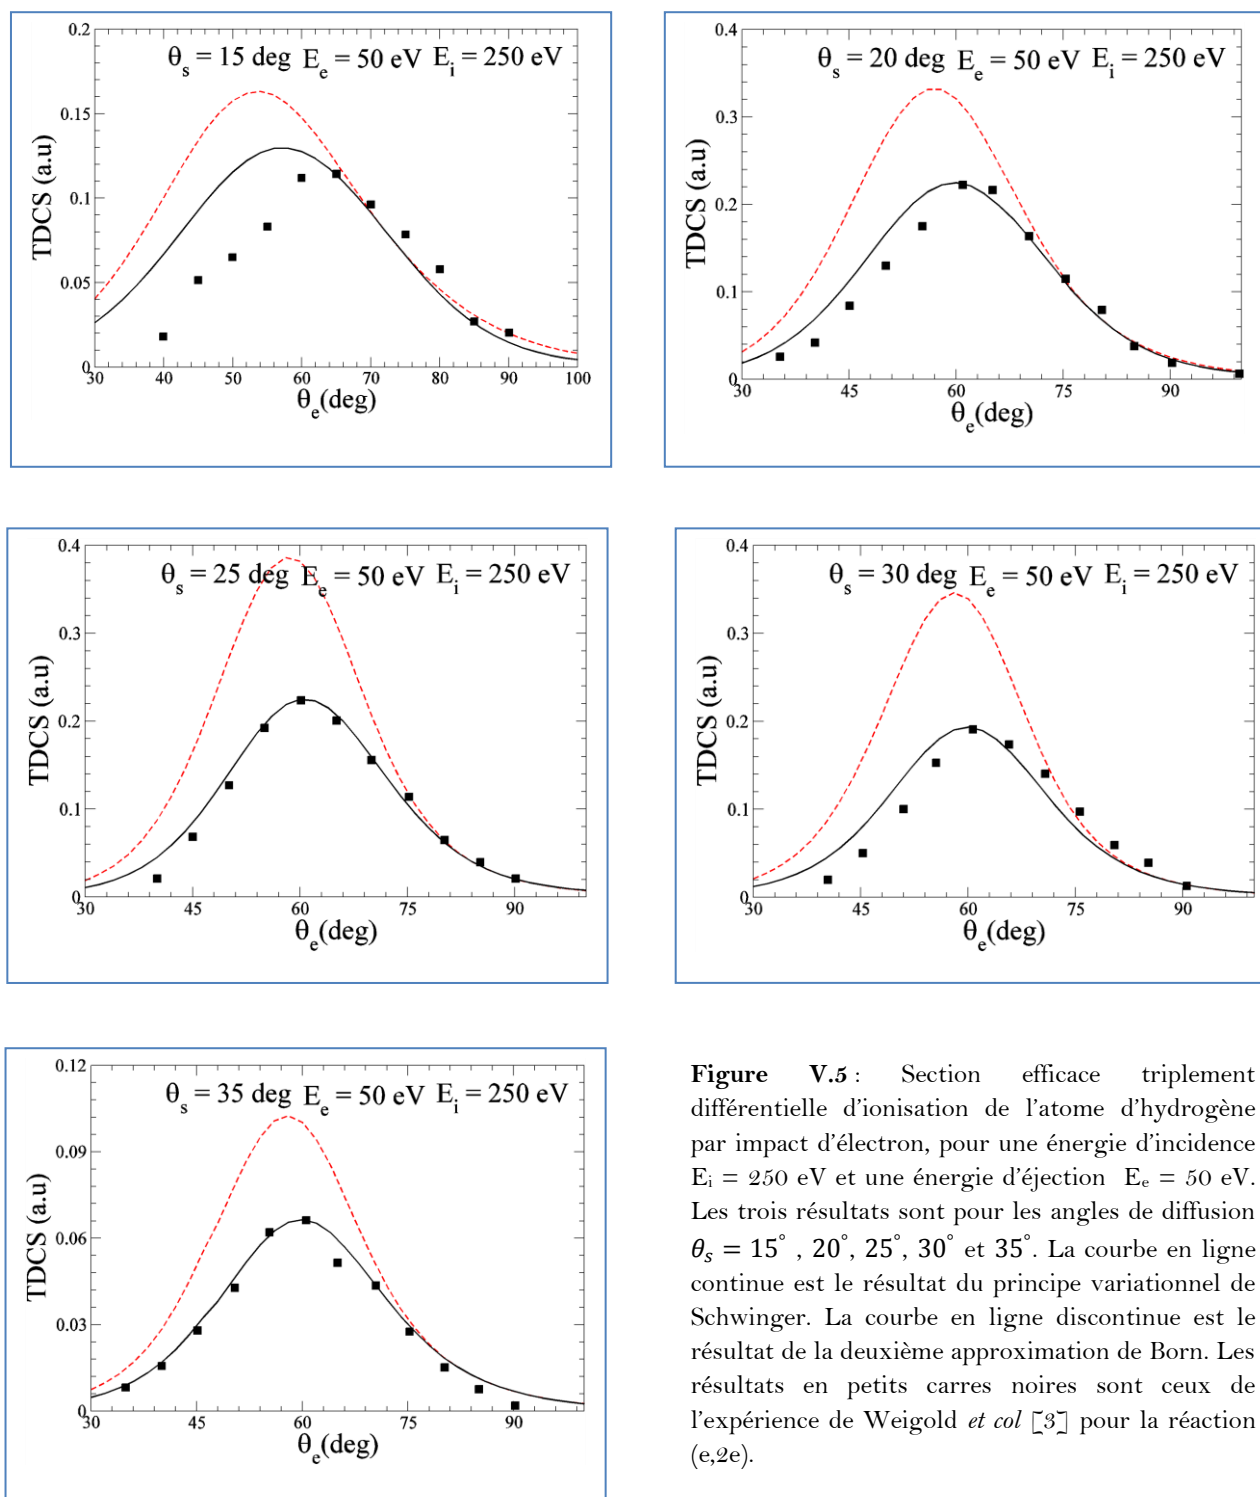 θs = 15 deg Ee = 50 eV Ei = 250 eV
TDCS (a.u)
0.2
0.15
0.1
0.05
0
30 40 50 60 70 80 90 100
θe(deg)
θs = 20 deg Ee = 50 eV Ei = 250 eV
TDCS (a.u)
0.4
0.3
0.2
0.1
0
30 45 60 75 90
θe(deg)
θs = 25 deg Ee = 50 eV Ei = 250 eV
TDCS (a.u)
0.4
0.3
0.2
0.1
0
30 45 60 75 90
θe(deg)
θs = 30 deg Ee = 50 eV Ei = 250 eV
TDCS (a.u)
0.4
0.3
0.2
0.1
0
30 45 60 75 90
θe(deg)
θs = 35 deg Ee = 50 eV Ei = 250 eV
TDCS (a.u)
0.12
0.09
0.06
0.03
0
30 45 60 75 90
θe(deg)
Figure V.5 : Section efficace triplement
différentielle d'ionisation de l'atome d'hydrogène
par impact d'électron, pour une énergie d'incidence
Ei = 250 eV et une énergie d'éjection Ee = 50 eV.
Les trois résultats sont pour les angles de diffusion
θs = 15° , 20°, 25°, 30° et 35°. La courbe en ligne
continue est le résultat du principe variationnel de
Schwinger. La courbe en ligne discontinue est le
résultat de la deuxième approximation de Born. Les
résultats en petits carres noires sont ceux de
l'expérience de Weigold et col [3] pour la réaction
(e,2e).